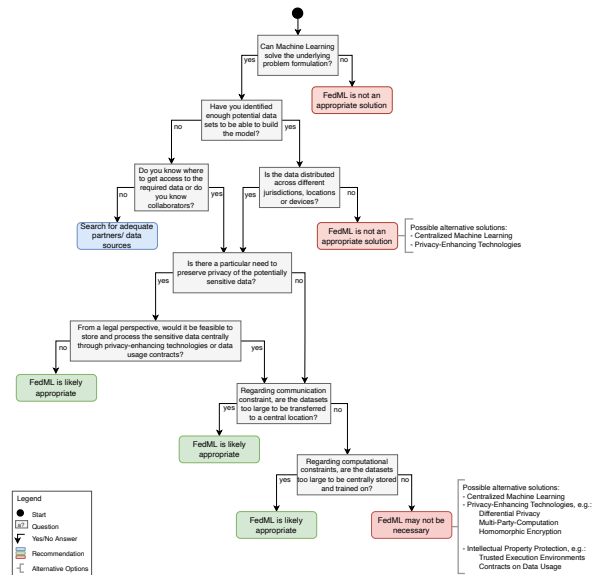 Can Machine Learning
solve the underlying
problem formulation?
yes
no
FedML is not an
appropriate solution
Have you identified
enough potential data
sets to be able to build
the model?
no
yes
Do you know where
to get access to the
required data or do
you know
collaborators?
Is the data distributed
across different
jurisdictions, locations
or devices?
no
yes
yes
no
Search for adequate
partners/ data
sources
FedML is not an
appropriate solution
Possible alternative solutions:
- Centralized Machine Learning
- Privacy-Enhancing Technologies
Is there a particular need to
preserve privacy of the potentially
sensitive data?
yes
no
From a legal perspective, would it be feasible to
store and process the sensitive data centrally
through privacy-enhancing technologies or data
usage contracts?
no
yes
FedML is likely
appropriate
Regarding communication
constraint, are the datasets
too large to be transferred
to a central location?
yes
no
FedML is likely
appropriate
Regarding computational
constraints, are the datasets
too large to be centrally stored
and trained on?
yes
no
FedML is likely
appropriate
FedML may not be
necessary
Possible alternative solutions:
- Centralized Machine Learning
- Privacy-Enhancing Technologies, e.g.:
Differential Privacy
Multi-Party-Computation
Homomorphic Encryption
- Intellectual Property Protection, e.g.:
Trusted Execution Environments
Contracts on Data Usage
Legend
Start
a? Question
Yes/No Answer
Recommendation
Alternative Options